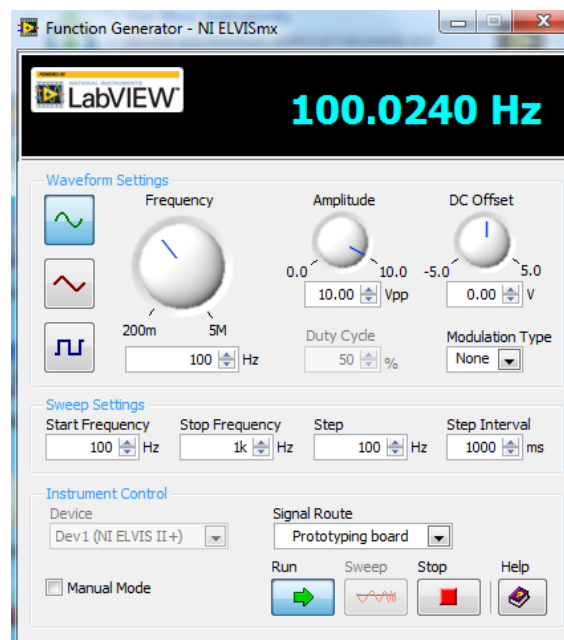 Function Generator - NI ELVISmx
POWERED BY
NATIONAL INSTRUMENTS
LabVIEW™
100.0240 Hz
Waveform Settings
Frequency
Amplitude
DC Offset
0.0 10.0
-5.0 5.0
10.00 Vpp
0.00 V
200m 5M
Duty Cycle
Modulation Type
100 Hz
50 %
None
Sweep Settings
Start Frequency Stop Frequency Step Step Interval
100 Hz 1k Hz 100 Hz 1000 ms
Instrument Control
Device Signal Route
Dev1 (NI ELVIS II+) Prototyping board
Run Sweep Stop Help
Manual Mode